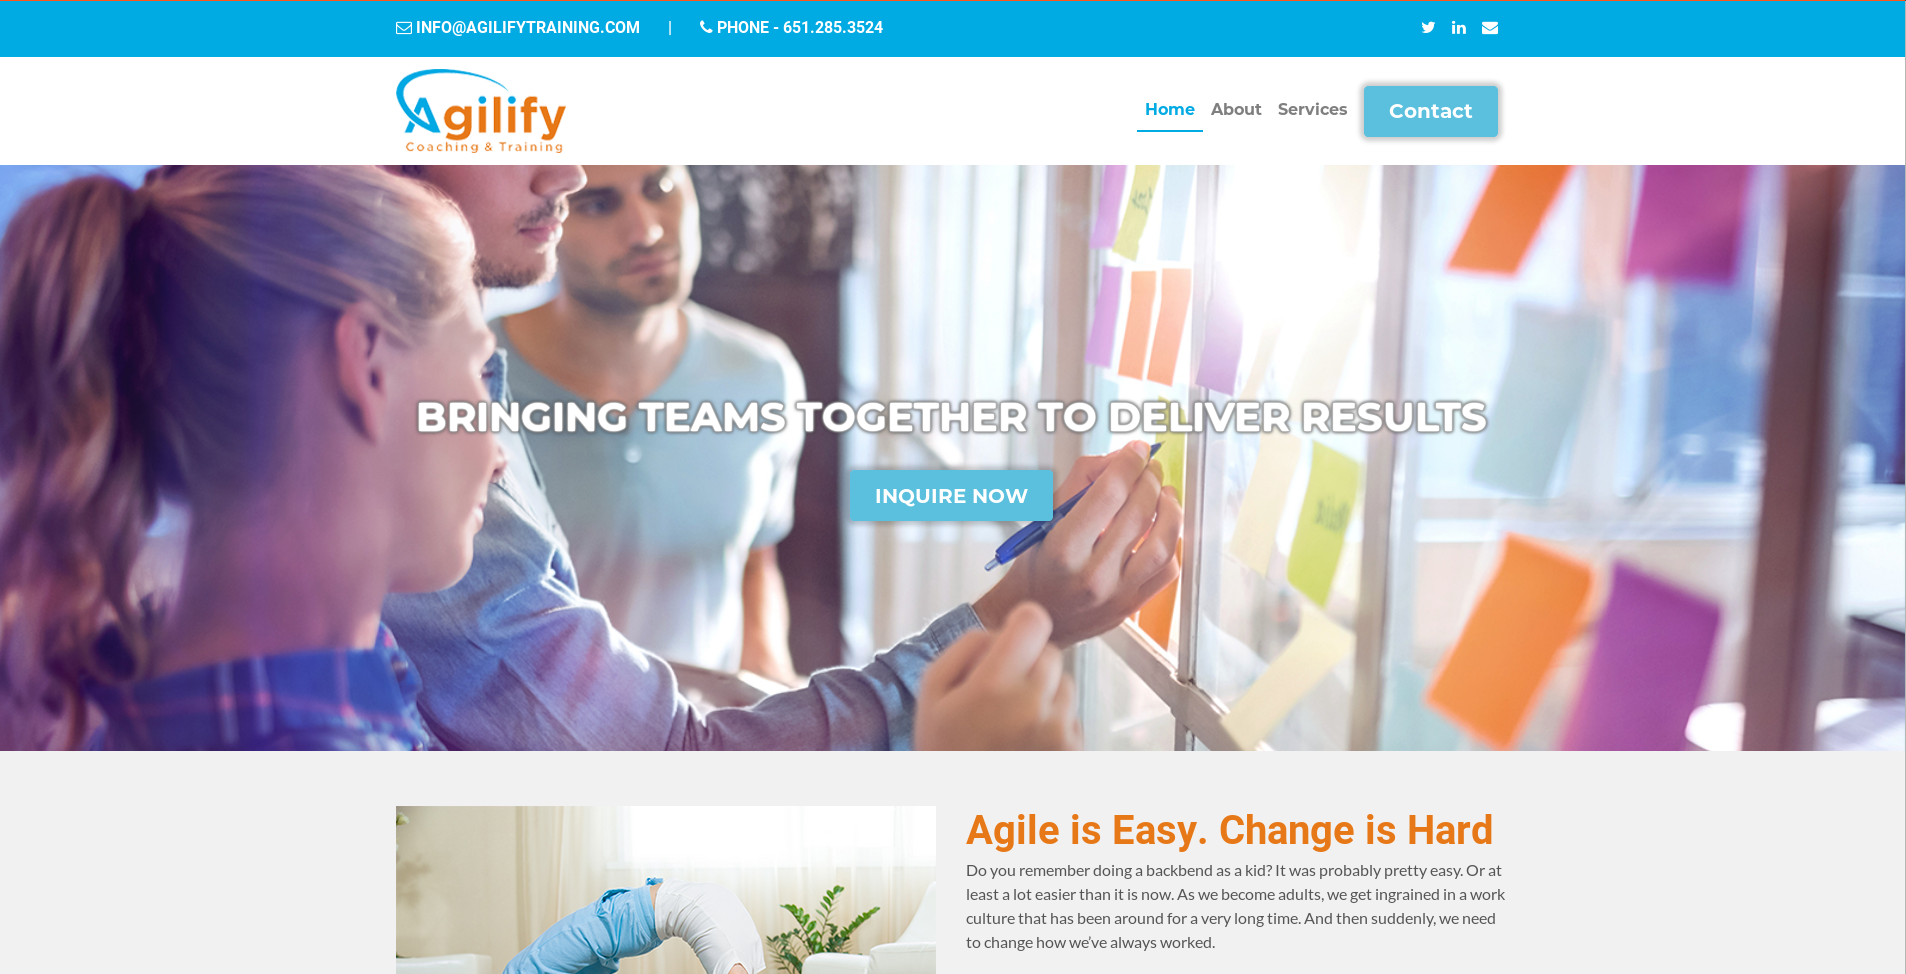 INFO@AGILIFYTRAINING.COM | PHONE - 651.285.3524
Agilify
Coaching & Training
Home About Services Contact
BRINGING TEAMS TOGETHER TO DELIVER RESULTS
INQUIRE NOW
Agile is Easy. Change is Hard
Do you remember doing a backbend as a kid? It was probably pretty easy. Or at
least a lot easier than it is now. As we become adults, we get ingrained in a work
culture that has been around for a very long time. And then suddenly, we need
to change how we’ve always worked.